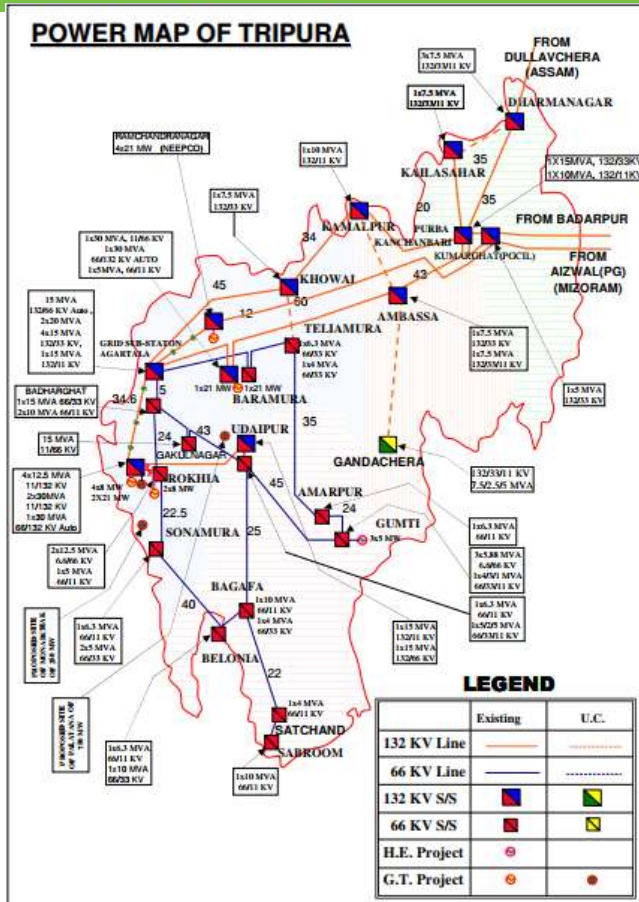 POWER MAP OF TRIPURA
FROM
DULLAVCHERA
(ASSAM)
3x7.5 MVA
132/33/11 KV
1x7.5 MVA
132/33/11 KV
DHARMANAGAR
RAMCHANDRANAGAR
4x21 MW (NEEPCO)
1x10 MVA
132/11 KV
35
KAILASAHAR
1X15MVA, 132/33KV
1X10MVA, 132/11KV
1x7.5 MVA
132/33 KV
20
35
KAMALPUR
PURBA
KANCHANBARI
FROM BADARPUR
KUMARGHAT(PGCIL)
1x30 MVA, 11/66 KV
1x30 MVA
66/132 KV AUTO
1x5MVA, 66/11 KV
34
FROM
AIZWAL(PG)
(MIZORAM)
KHOWAI
43
45
60
AMBASSA
15 MVA
132/66 KV Auto ,
2x20 MVA
4x15 MVA
132/33 KV,
1x15 MVA
132/11 KV
12
TELIAMURA
GRID SUB-STATON
AGARTALA
1x6.3 MVA
66/33 KV
1x4 MVA
66/33 KV
1x7.5 MVA
132/33 KV
1x7.5 MVA
132/33/11 KV
1x21 MW
1x21 MW
BARAMURA
1x5 MVA
132/33 KV
BADHARGHAT
1x15 MVA 66/33 KV
2x10 MVA 66/11 KV
34.6
5
35
24
43
UDAIPUR
15 MVA
11/66 KV
GAKULNAGAR
GANDACHERA
4x12.5 MVA
11/132 KV
2x30MVA
11/132 KV
1x30 MVA
66/132 KV Auto
4x8 MW
2X21 MW
ROKHIA
2x8 MW
45
132/33/11 KV
7.5/2.5/5 MVA
AMARPUR
24
22.5
GUMTI
3x5 MW
1x6.3 MVA
66/11 KV
SONAMURA
25
2x12.5 MVA
6.6/66 KV
1x5 MVA
66/11 KV
3x5.88 MVA
6.6/66 KV
1x4/3/1 MVA
66/33/11 KV
BAGAFA
1x10 MVA
66/11 KV
1x4 MVA
66/33 KV
1x6.3 MVA
66/11 KV
1x5/2/5 MVA
66/33/11 KV
40
PROPOSED SITE
OF MONARCHAK
1x6.3 MVA
66/11 KV
2x5 MVA
66/33 KV
1x15 MVA
132/11 KV
1x15 MVA
132/66 KV
BELONIA
22
PROPOSED SITE
OF PALATANA OF
1x4 MVA
66/11 KV
1x6.3 MVA
66/11 KV
1x10 MVA
66/33 KV
SATCHAND
SABROOM
1x10 MVA
66/11 KV
LEGEND
Existing U.C.
132 KV Line
66 KV Line
132 KV S/S
66 KV S/S
H.E. Project
G.T. Project